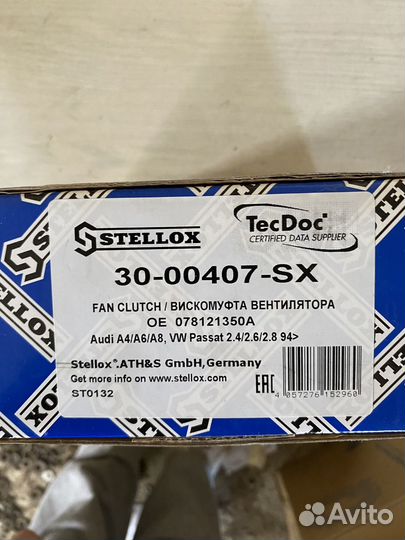 STELLOX
TecDoc
CERTIFIED DATA SUPPLIER
30-00407-SX
FAN CLUTCH / ВИСКОМУФТА ВЕНТИЛЯТОРА
OE 078121350A
Audi A4/A6/A8, VW Passat 2.4/2.6/2.8 94>
Stellox®.ATH&S GmbH,Germany
Get more info on www.stellox.com
ST0132
EAC
4 057276 152960
STELLOX
Avito